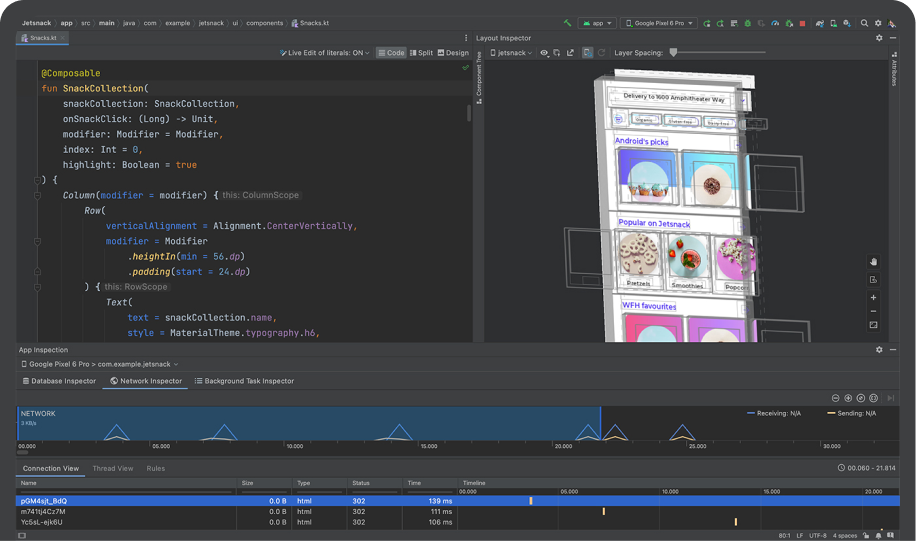 Jetsnack app src main java com example jetsnack ui components Snacks.kt
app Google Pixel 6 Pro
Snacks.kt
Live Edit of literals: ON Code Split Design
@Composable
fun SnackCollection(
snackCollection: SnackCollection,
onSnackClick: (Long) -> Unit,
modifier: Modifier = Modifier,
index: Int = 0,
highlight: Boolean = true
) {
Column(modifier = modifier) { this: ColumnScope
Row(
verticalAlignment = Alignment.CenterVertically,
modifier = Modifier
.heightIn(min = 56.dp)
.padding(start = 24.dp)
) { this: RowScope
Text(
text = snackCollection.name,
style = MaterialTheme.typography.h6,
Layout Inspector
jetsnack Layer Spacing:
Component Tree
Attributes
Delivery to 1600 Amphitheater Way
Organic Gluten-free Dairy-free
Android's picks
Popular on Jetsnack
Pretzels Smoothies Popcorn
WFH favourites
App Inspection
Google Pixel 6 Pro > com.example.jetsnack
Database Inspector Network Inspector Background Task Inspector
NETWORK Receiving: N/A Sending: N/A
3 KB/s
00.000 05.000 10.000 15.000 20.000 25.000 30.000
Connection View Thread View Rules 00.060 - 21.814
Name Size Type Status Time Timeline
00.000 05.000 10.000 15.000 20.000
pGM4sjt_BdQ 0.0 B html 302 139 ms
m741tj4Cz7M 0.0 B html 302 111 ms
Yc5sL-ejk6U 0.0 B html 302 106 ms
80:1 LF UTF-8 4 spaces